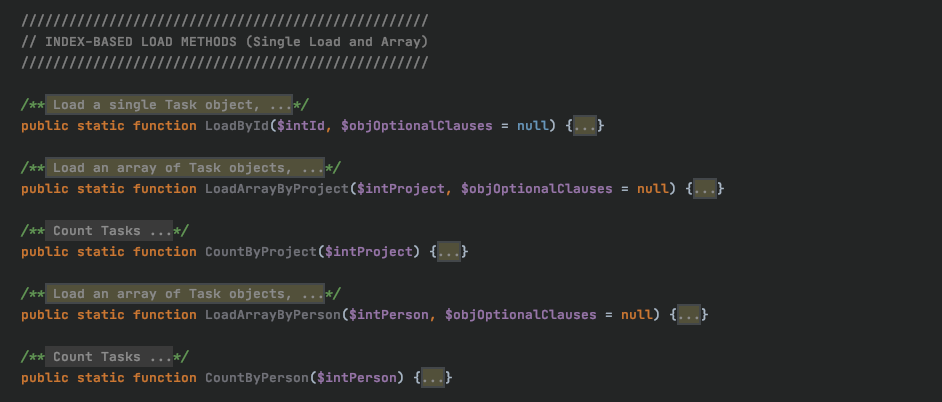 ///////////////////////////////////////////////////
// INDEX-BASED LOAD METHODS (Single Load and Array)
///////////////////////////////////////////////////
/** Load a single Task object, ...*/
public static function LoadById($intId, $objOptionalClauses = null) {...}
/** Load an array of Task objects, ...*/
public static function LoadArrayByProject($intProject, $objOptionalClauses = null) {...}
/** Count Tasks ...*/
public static function CountByProject($intProject) {...}
/** Load an array of Task objects, ...*/
public static function LoadArrayByPerson($intPerson, $objOptionalClauses = null) {...}
/** Count Tasks ...*/
public static function CountByPerson($intPerson) {...}